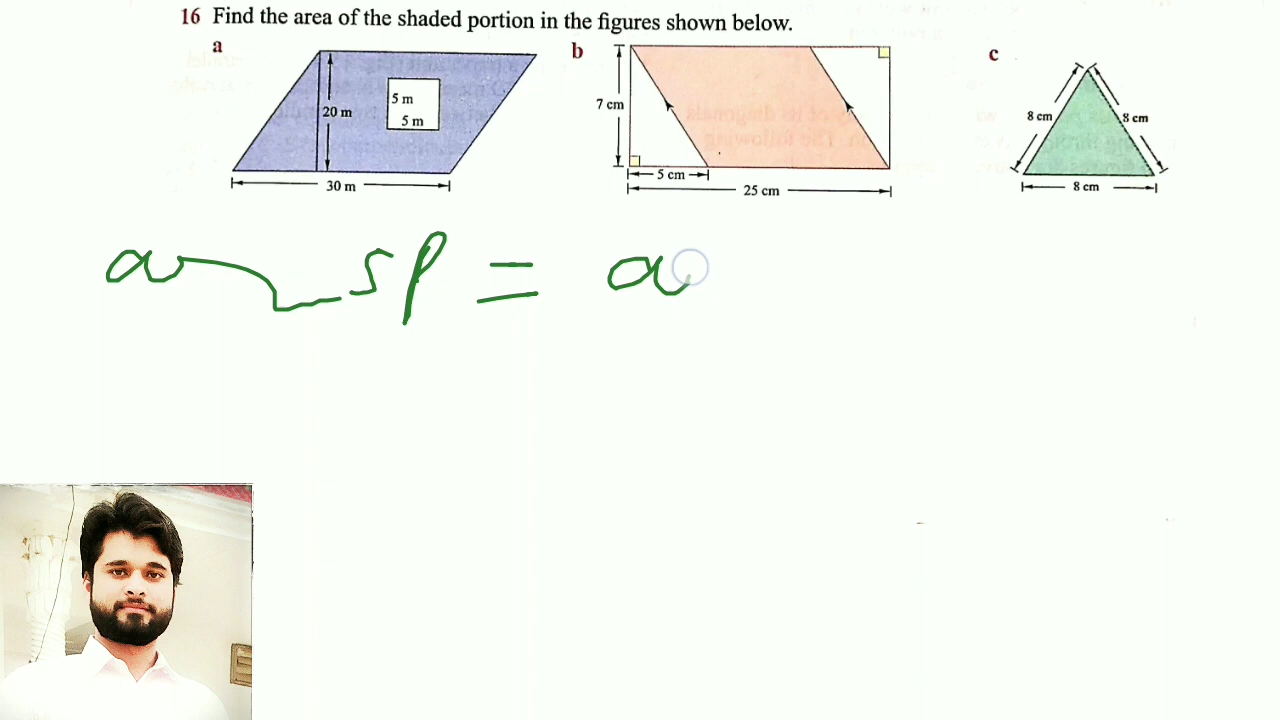 16 Find the area of the shaded portion in the figures shown below.
a
20 m
5 m
5 m
30 m
b
7 cm
5 cm
25 cm
c
8 cm
8 cm
8 cm
SP = a